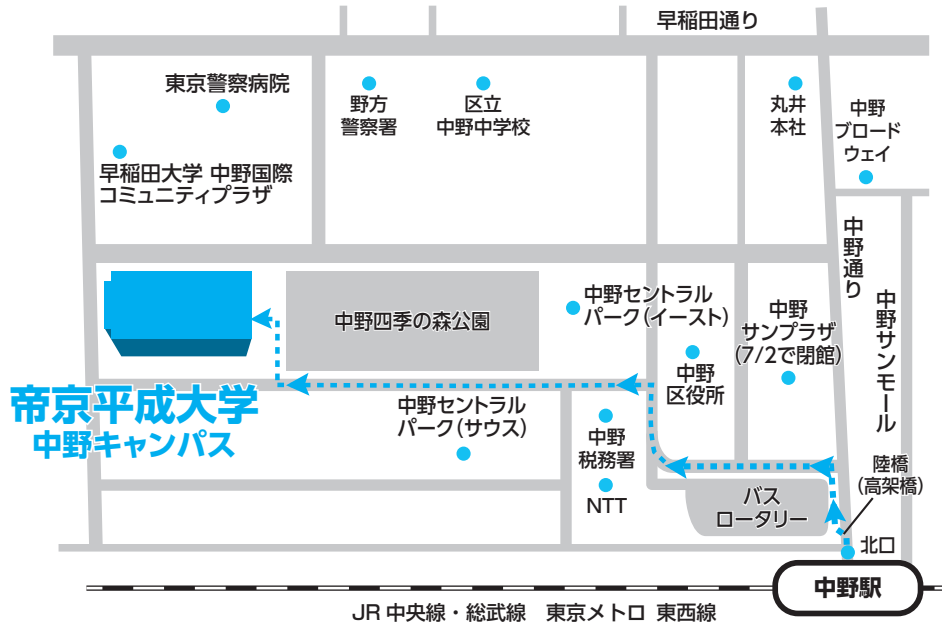 早稲田通り
東京警察病院
野方
警察署
区立
中野中学校
丸井
本社
中野
ブロード
ウェイ
早稲田大学 中野国際
コミュニティプラザ
中野通り
中野サンモール
中野四季の森公園
中野セントラル
パーク(イースト)
中野
サンプラザ
(7/2で閉館)
中野
区役所
帝京平成大学
中野キャンパス
中野セントラル
パーク(サウス)
中野
税務署
NTT
バス
ロータリー
陸橋
(高架橋)
北口
中野駅
JR 中央線・総武線 東京メトロ 東西線